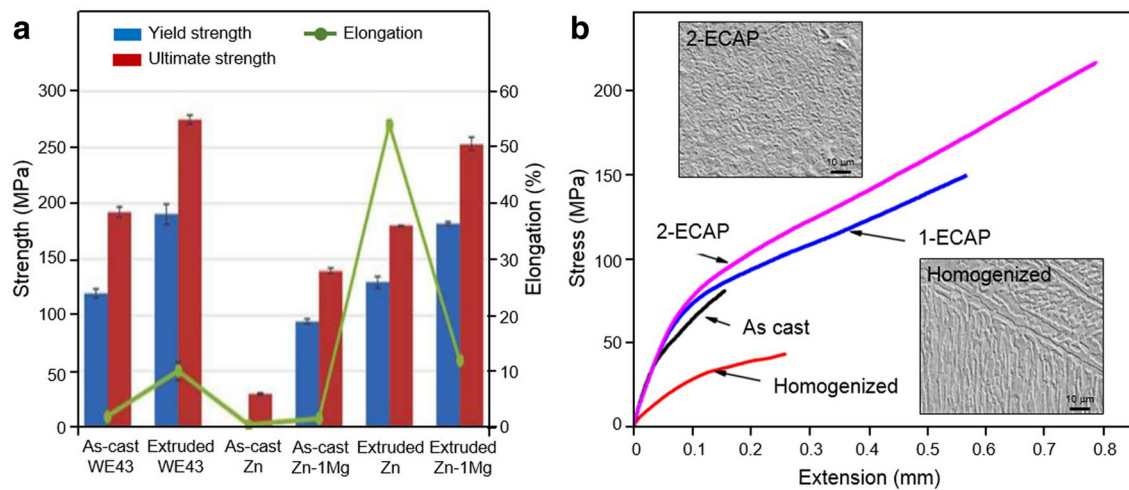 a
Yield strength
Elongation
Ultimate strength
Strength (MPa)
300
250
200
150
100
50
0
60
50
40
30
20
10
0
Elongation (%)
As-cast WE43
Extruded WE43
As-cast Zn
As-cast Zn-1Mg
Extruded Zn
Extruded Zn-1Mg
b
Stress (MPa)
200
150
100
50
0
2-ECAP
10 µm
2-ECAP
1-ECAP
As cast
Homogenized
Homogenized
10 µm
0
0.1
0.2
0.3
0.4
0.5
0.6
0.7
0.8
Extension (mm)